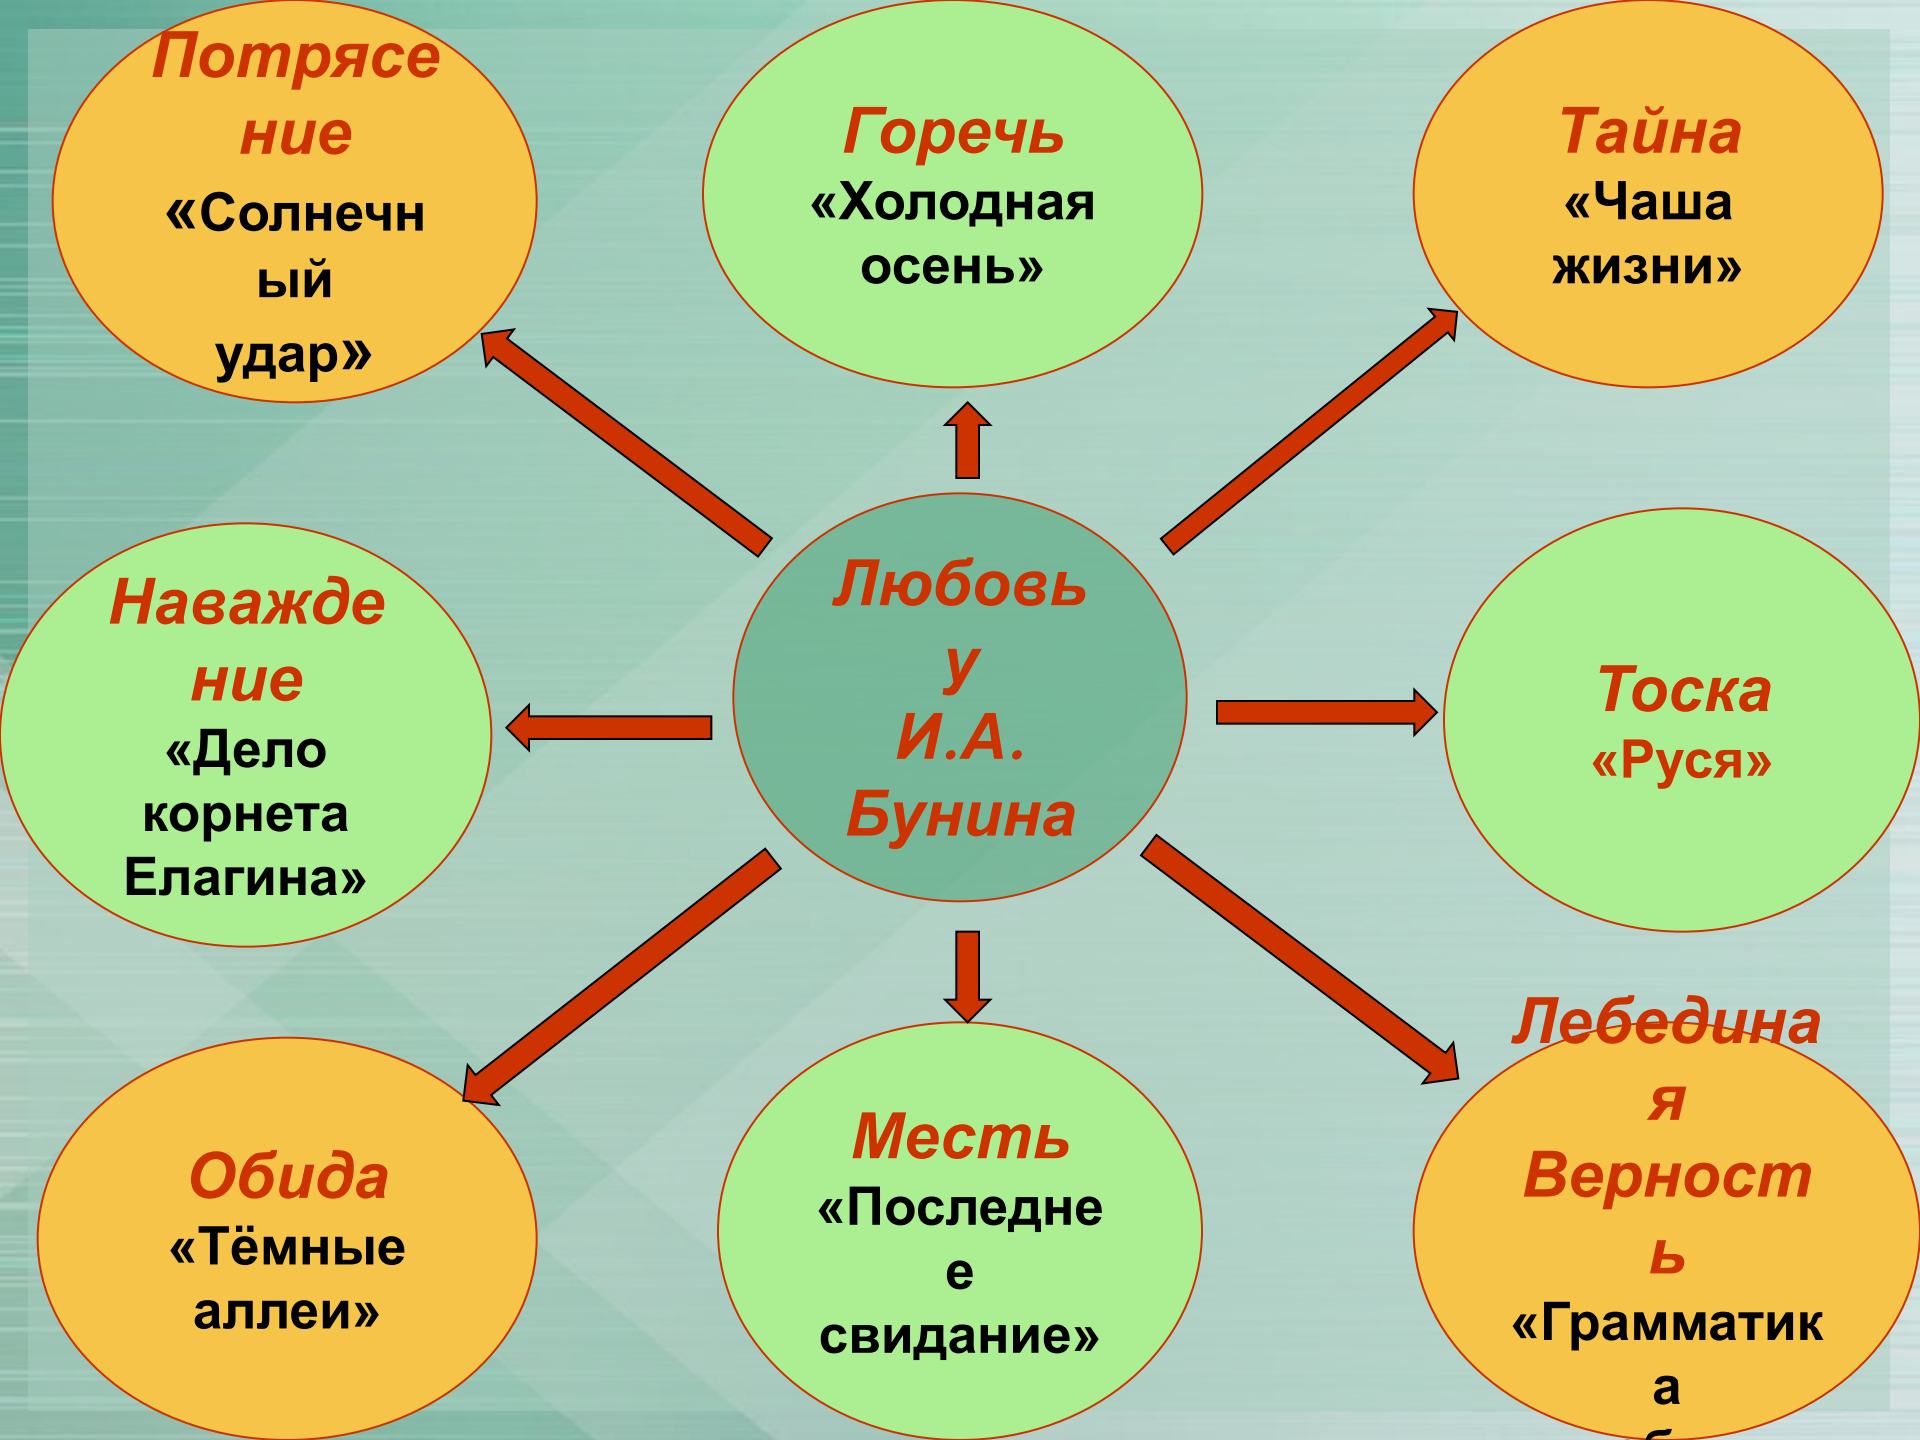 Потрясе
ние
«Солнечн
ый
удар»
Горечь
«Холодная
осень»
Тайна
«Чаша
жизни»
Наважде
ние
«Дело
корнета
Елагина»
Любовь
у
И.А.
Бунина
Тоска
«Руся»
Обида
«Тёмные
аллеи»
Месть
«Последне
е
свидание»
Лебедина
я
Верност
ь
«Грамматик
а